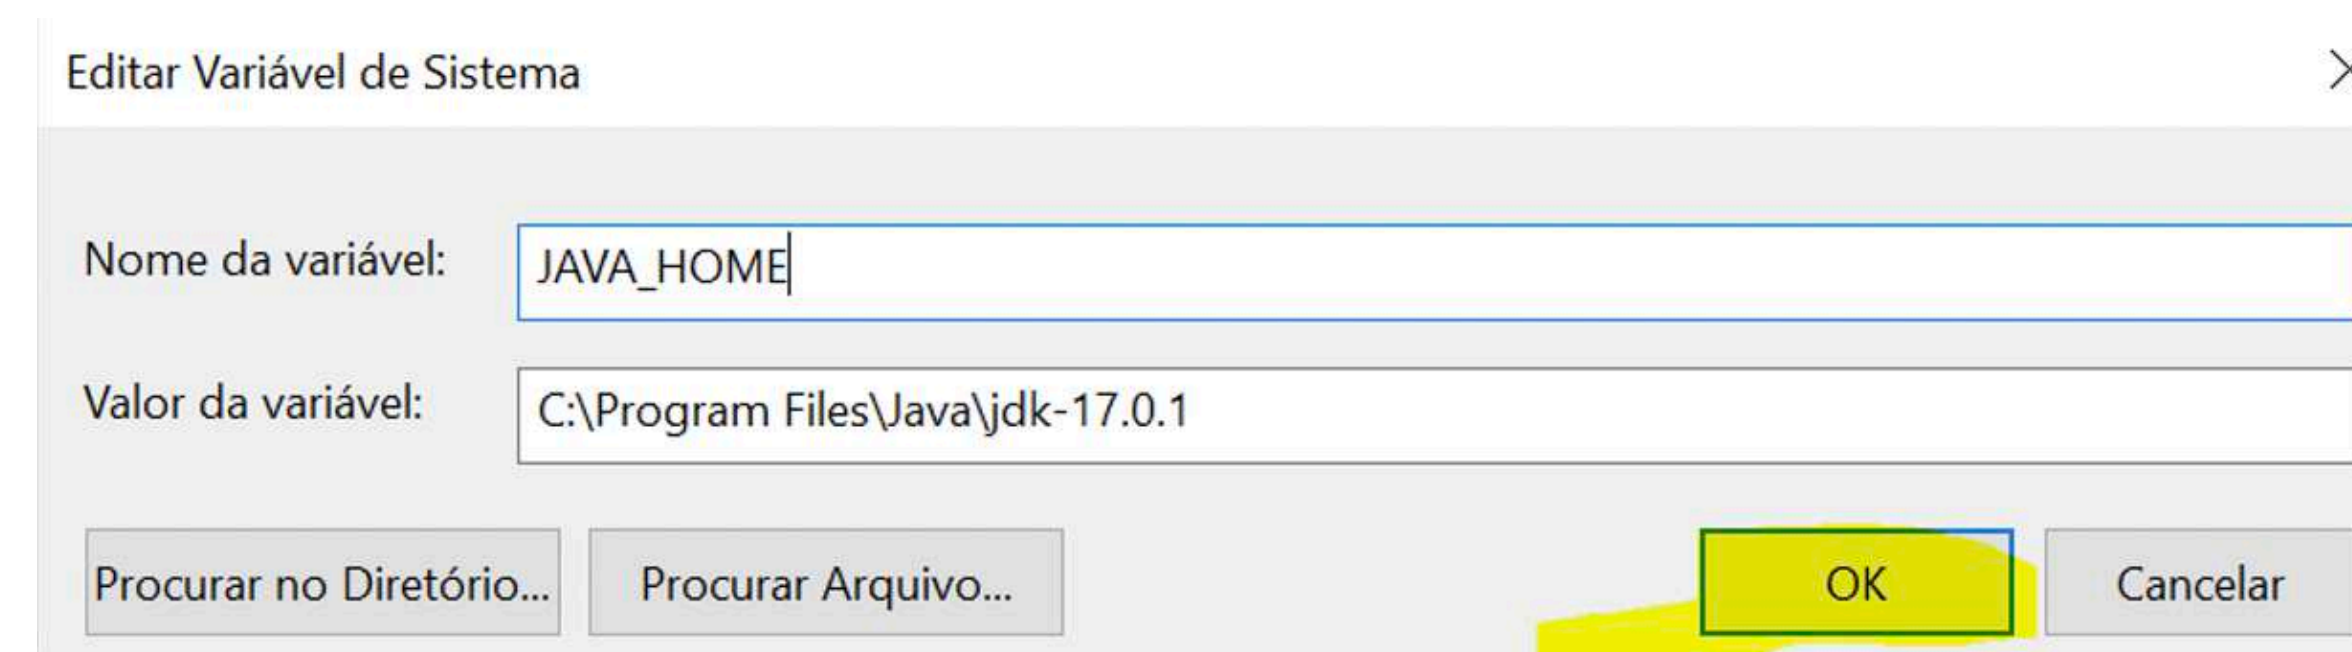 Editar Variável de Sistema
Nome da variável: JAVA_HOME
Valor da variável: C:\Program Files\Java\jdk-17.0.1
Procurar no Diretório... Procurar Arquivo... OK Cancelar